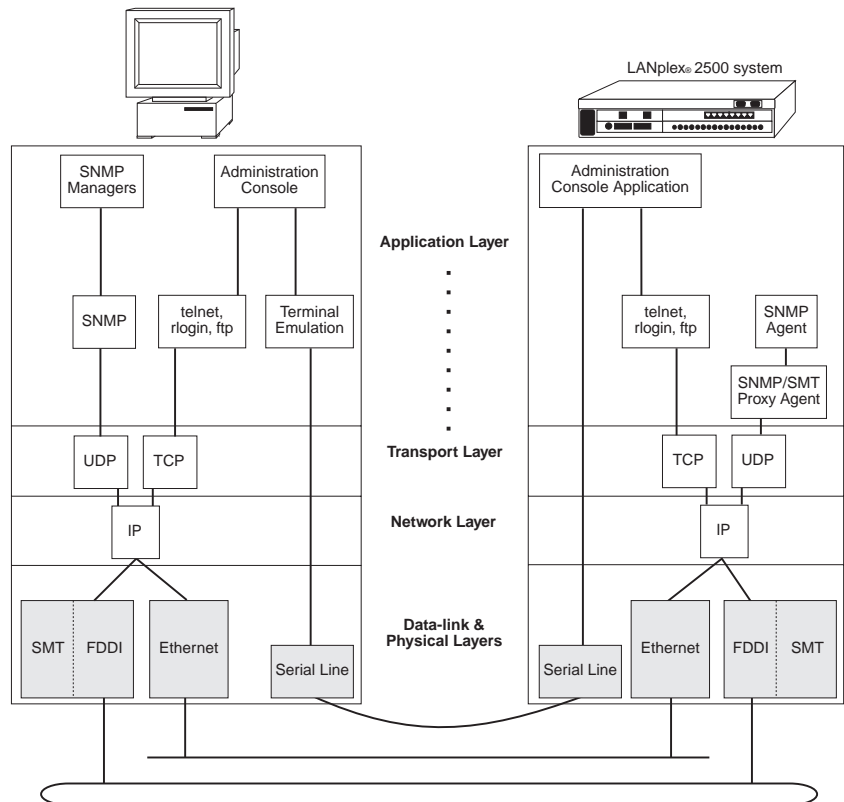 LANplex® 2500 system
SNMP
Managers
Administration
Console
Administration
Console Application
Application Layer
SNMP
telnet,
rlogin, ftp
Terminal
Emulation
telnet,
rlogin, ftp
SNMP
Agent
SNMP/SMT
Proxy Agent
UDP
TCP
Transport Layer
TCP
UDP
IP
Network Layer
IP
SMT
FDDI
Ethernet
Serial Line
Data-link &
Physical Layers
Serial Line
Ethernet
FDDI
SMT